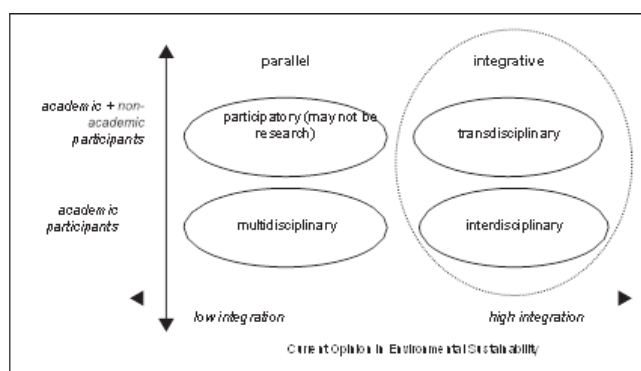 parallel
integrative
academic + non-
academic
participants
participatory (may not be
research)
transdisciplinary
academic
participants
multidisciplinary
interdisciplinary
low integration
high integration
Current Opinion in Environmental Sustainability